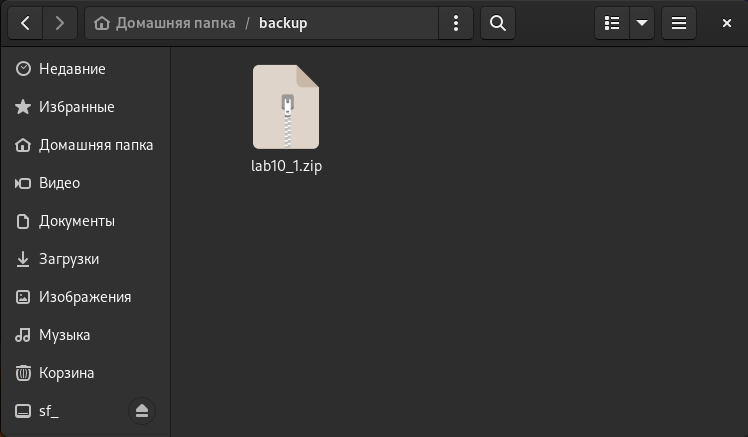 Домашняя папка / backup
Недавние
Избранные
Домашняя папка
Видео
Документы
Загрузки
Изображения
Музыка
Корзина
sf_
lab10_1.zip